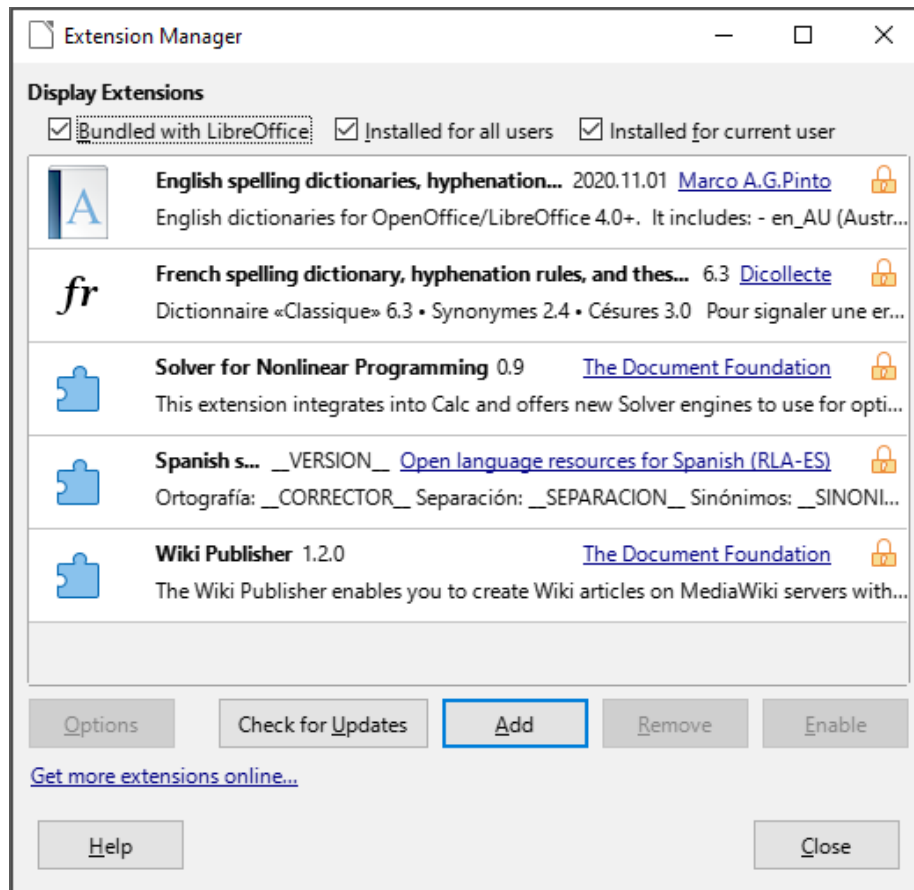 Extension Manager
Display Extensions
Bundled with LibreOffice Installed for all users Installed for current user
A
English spelling dictionaries, hyphenation... 2020.11.01 Marco A.G.Pinto
English dictionaries for OpenOffice/LibreOffice 4.0+. It includes: - en_AU (Austr...
fr
French spelling dictionary, hyphenation rules, and thes... 6.3 Dicollecte
Dictionnaire «Classique» 6.3 • Synonymes 2.4 • Césures 3.0 Pour signaler une er...
Solver for Nonlinear Programming 0.9 The Document Foundation
This extension integrates into Calc and offers new Solver engines to use for opti...
Spanish s... __VERSION__ Open language resources for Spanish (RLA-ES)
Ortografía: __CORRECTOR__ Separación: __SEPARACION__ Sinónimos: __SINONI...
Wiki Publisher 1.2.0 The Document Foundation
The Wiki Publisher enables you to create Wiki articles on MediaWiki servers with...
Options Check for Updates Add Remove Enable
Get more extensions online...
Help Close